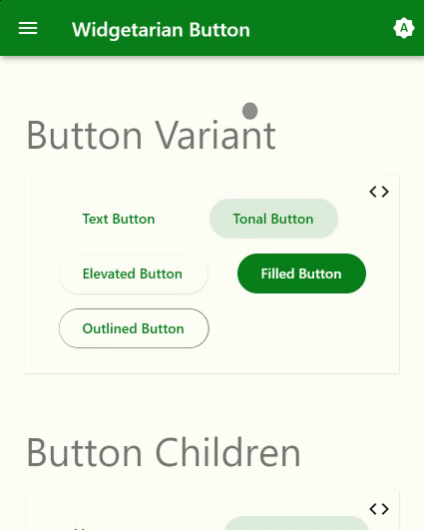 Widgetarian Button
A
Button Variant
< >
Text Button
Tonal Button
Elevated Button
Filled Button
Outlined Button
Button Children
< >